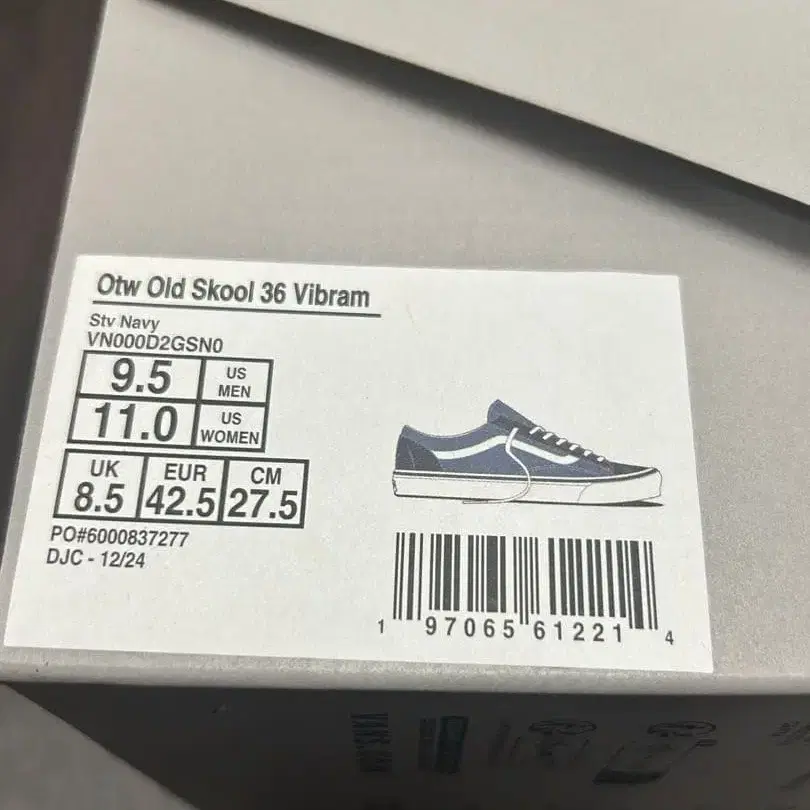 Otw Old Skool 36 Vibram
Stv Navy
VN000D2GSN0
9.5 US MEN
11.0 US WOMEN
UK EUR CM
8.5 42.5 27.5
PO#6000837277
DJC - 12/24
1 97065 61221 4